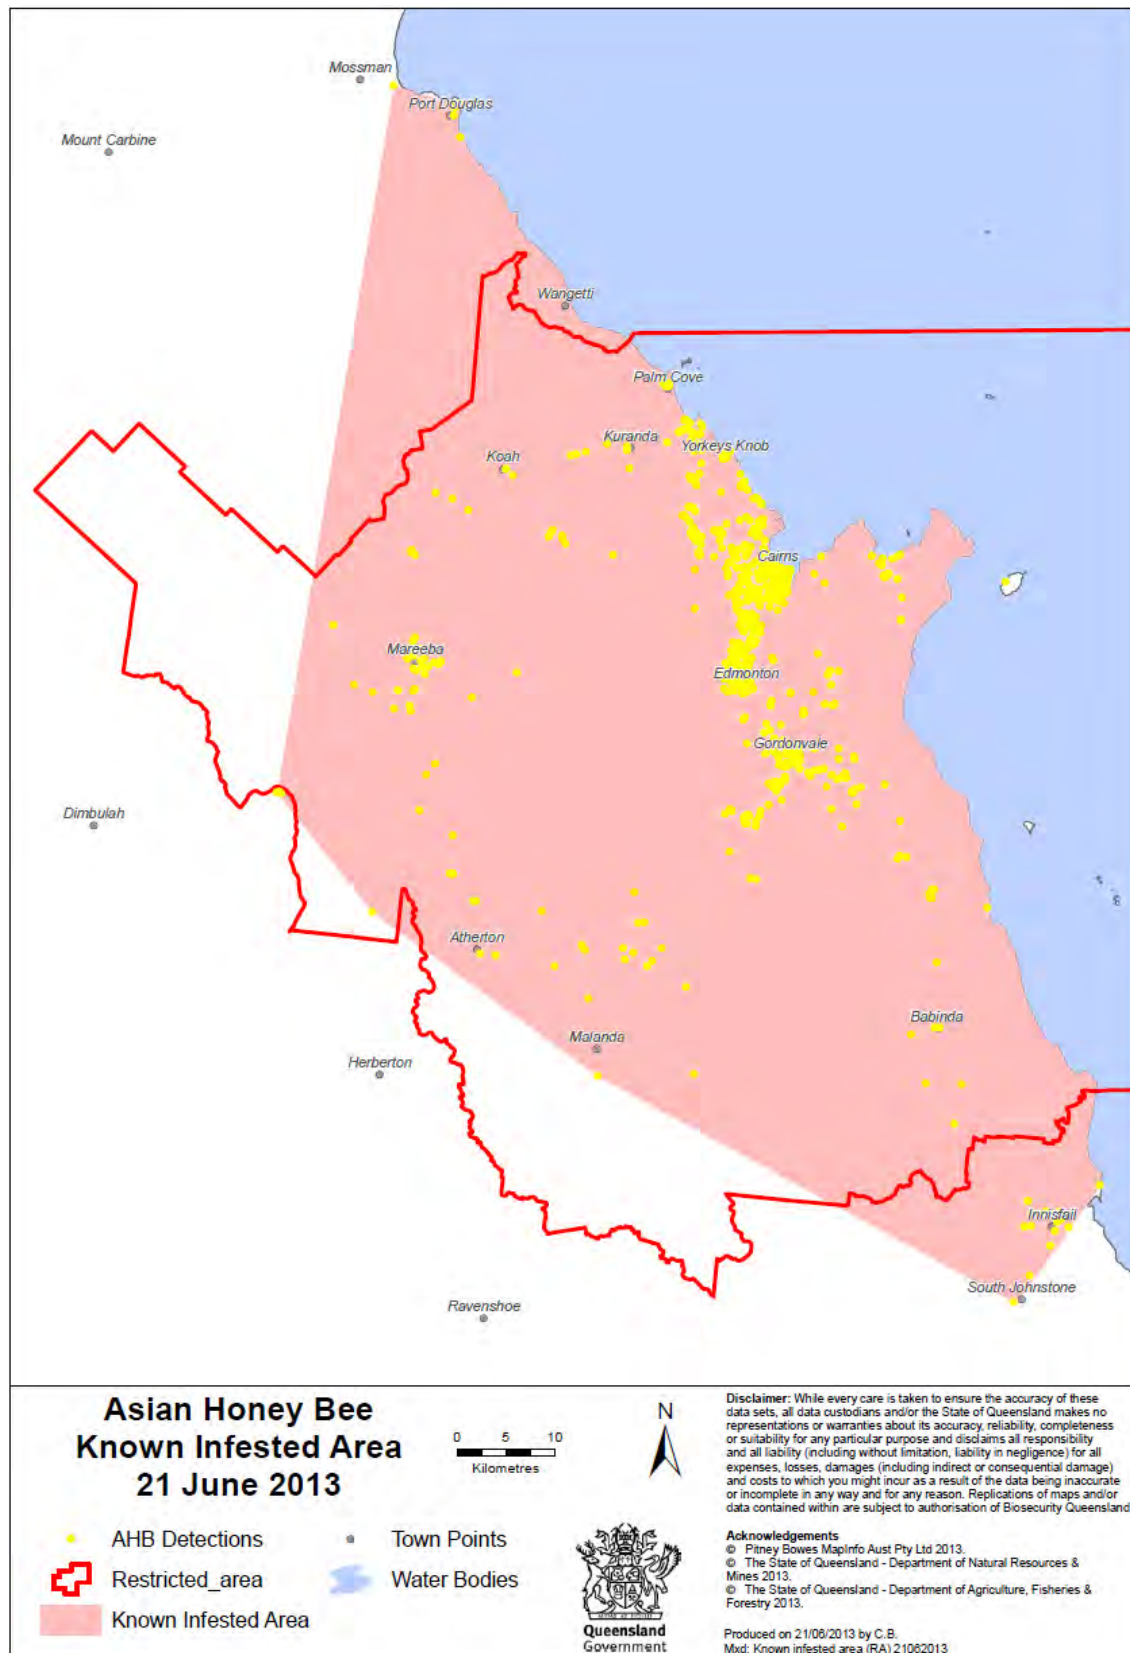 Mossman
Port Douglas
Mount Carbine
Wangetti
Palm Cove
Kuranda
Yorkeys Knob
Koah
Cairns
Mareeba
Edmonton
Gordonvale
Dimbulah
Atherton
Babinda
Malanda
Herberton
Innisfail
South Johnstone
Ravenshoe
Asian Honey Bee
Known Infested Area
21 June 2013
0 5 10
Kilometres
N
AHB Detections
Town Points
Restricted_area
Water Bodies
Known Infested Area
Queensland
Government
Disclaimer: While every care is taken to ensure the accuracy of these
data sets, all data custodians and/or the State of Queensland makes no
representations or warranties about its accuracy, reliability, completeness
or suitability for any particular purpose and disclaims all responsibility
and all liability (including without limitation, liability in negligence) for all
expenses, losses, damages (including indirect or consequential damage)
and costs to which you might incur as a result of the data being inaccurate
or incomplete in any way and for any reason. Replications of maps and/or
data contained within are subject to authorisation of Biosecurity Queensland
Acknowledgements
© Pitney Bowes MapInfo Aust Pty Ltd 2013.
© The State of Queensland - Department of Natural Resources &
Mines 2013.
© The State of Queensland - Department of Agriculture, Fisheries &
Forestry 2013.
Produced on 21/06/2013 by C.B.
Mxd: Known infested area (RA) 21062013